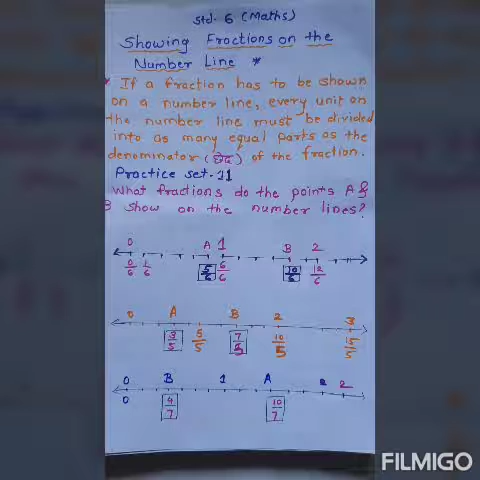 Std. 6 (Maths)
Showing Fractions on the
Number Line *
* If a fraction has to be shown
on a number line, every unit on
the number line must be divided
into as many equal parts as the
denominator (छेद) of the fraction.
Practice set. 11
What fractions do the points A &
B show on the number lines?
0 A 1 B 2
0/6 1/6 5/6 6/6 10/6 12/6
0 A B 2 3
3/5 5/5 7/5 10/5 15/5
0 B 1 A 2
0 4/7 10/7
FILMIGO